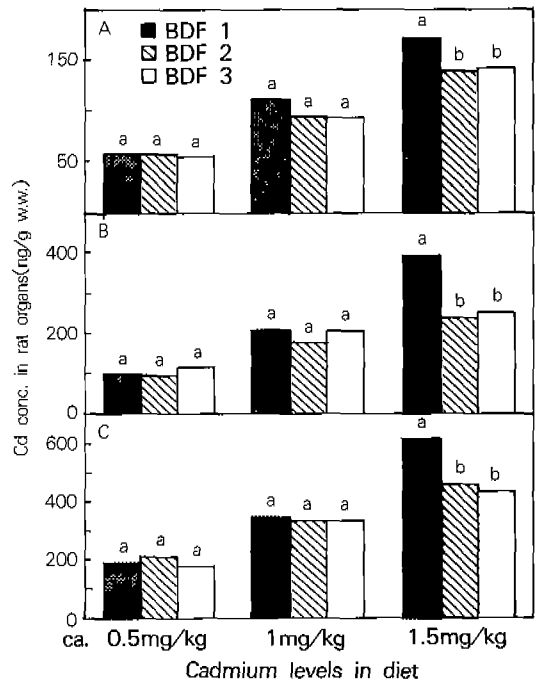 A
BDF 1
BDF 2
BDF 3
150
50
a a a
a a a
a b b
B
400
200
0
a a a
a a a
a b b
C
600
400
200
0
a a a
a a a
a b b
ca. 0.5mg/kg 1mg/kg 1.5mg/kg
Cadmium levels in diet
Cd conc. in rat organs(ng/g w.w.)